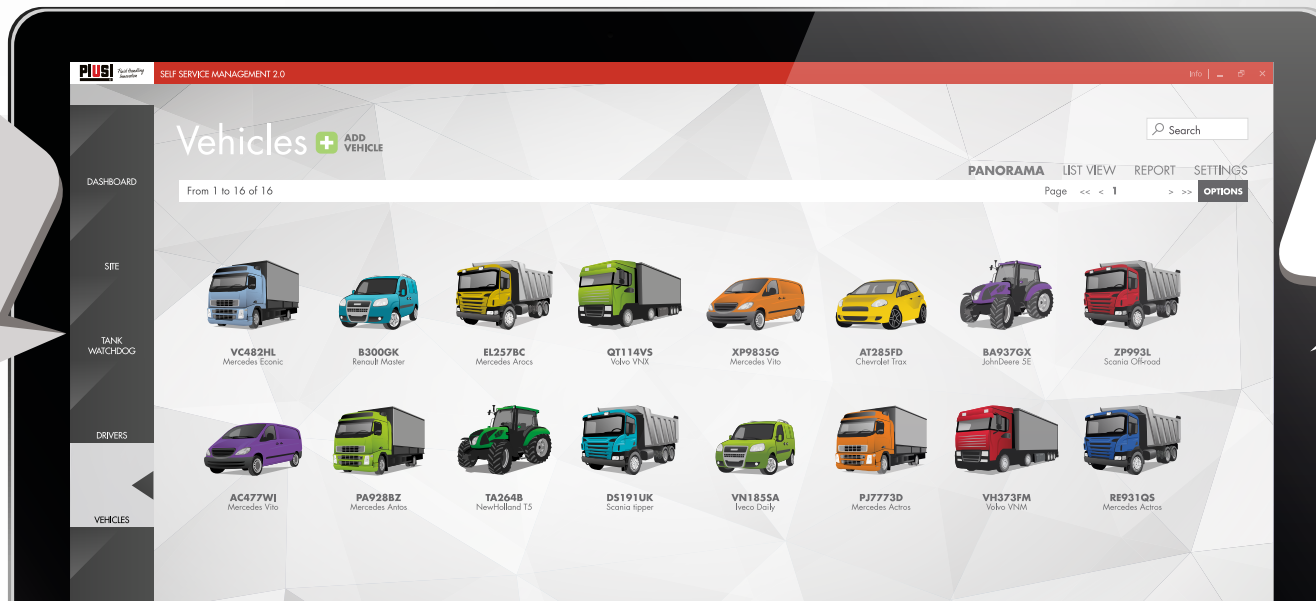 PIUSI Fluid Handling Innovation SELF SERVICE MANAGEMENT 2.0 Info
Vehicles ADD VEHICLE
Search
DASHBOARD
PANORAMA LIST VIEW REPORT SETTINGS
From 1 to 16 of 16 Page << < 1 > >> OPTIONS
SITE
TANK
WATCHDOG
VC482HL B300GK EL257BC QT114VS XP9835G AT285FD BA937GX ZP993L
Mercedes Econic Renault Master Mercedes Arocs Volvo VNX Mercedes Vito Chevrolet Trax JohnDeere 5E Scania Off-road
DRIVERS
AC477WJ PA928BZ TA264B DS191UK VN185SA PJ7773D VH373FM RE931QS
Mercedes Vito Mercedes Antos NewHolland T5 Scania tipper Iveco Daily Mercedes Actros Volvo VNM Mercedes Actros
VEHICLES